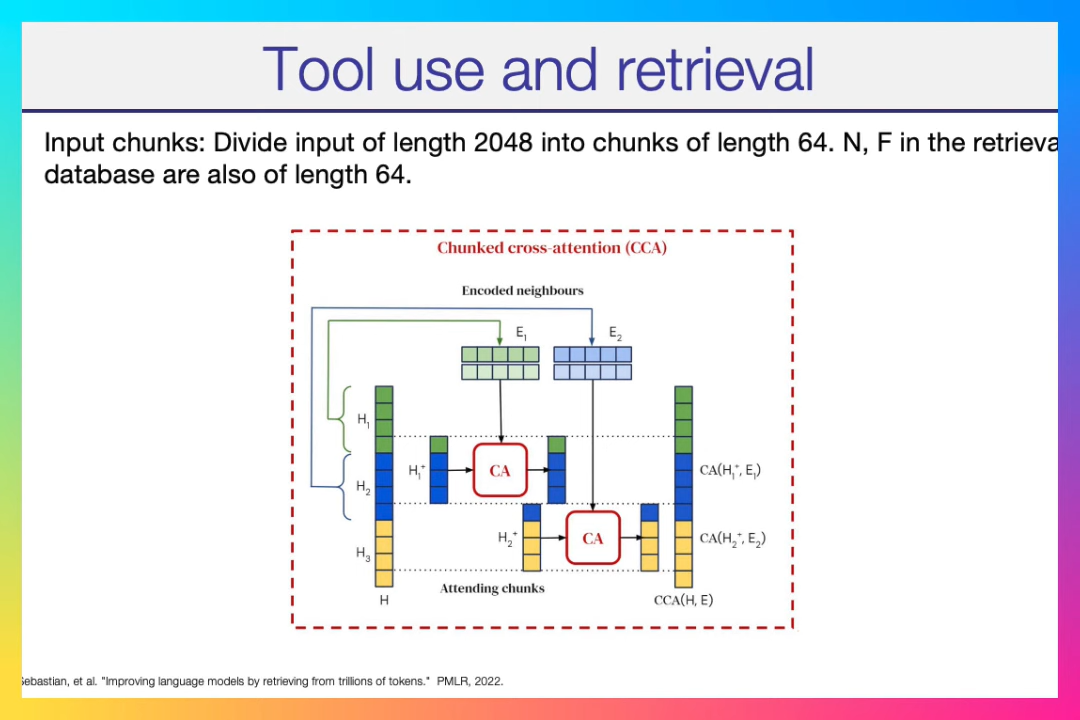 Tool use and retrieval
Input chunks: Divide input of length 2048 into chunks of length 64. N, F in the
database are also of length 64.
Chunked cross-attention (CCA)
Encoded neighbours
E1 E2
H1
H1+ CA CA(H1+, E1)
H2
H2+ CA CA(H2+, E2)
H3
Attending chunks
H CCA(H, E)
et al. "Improving language models by retrieving from trillions of tokens." PMLR, 2022.